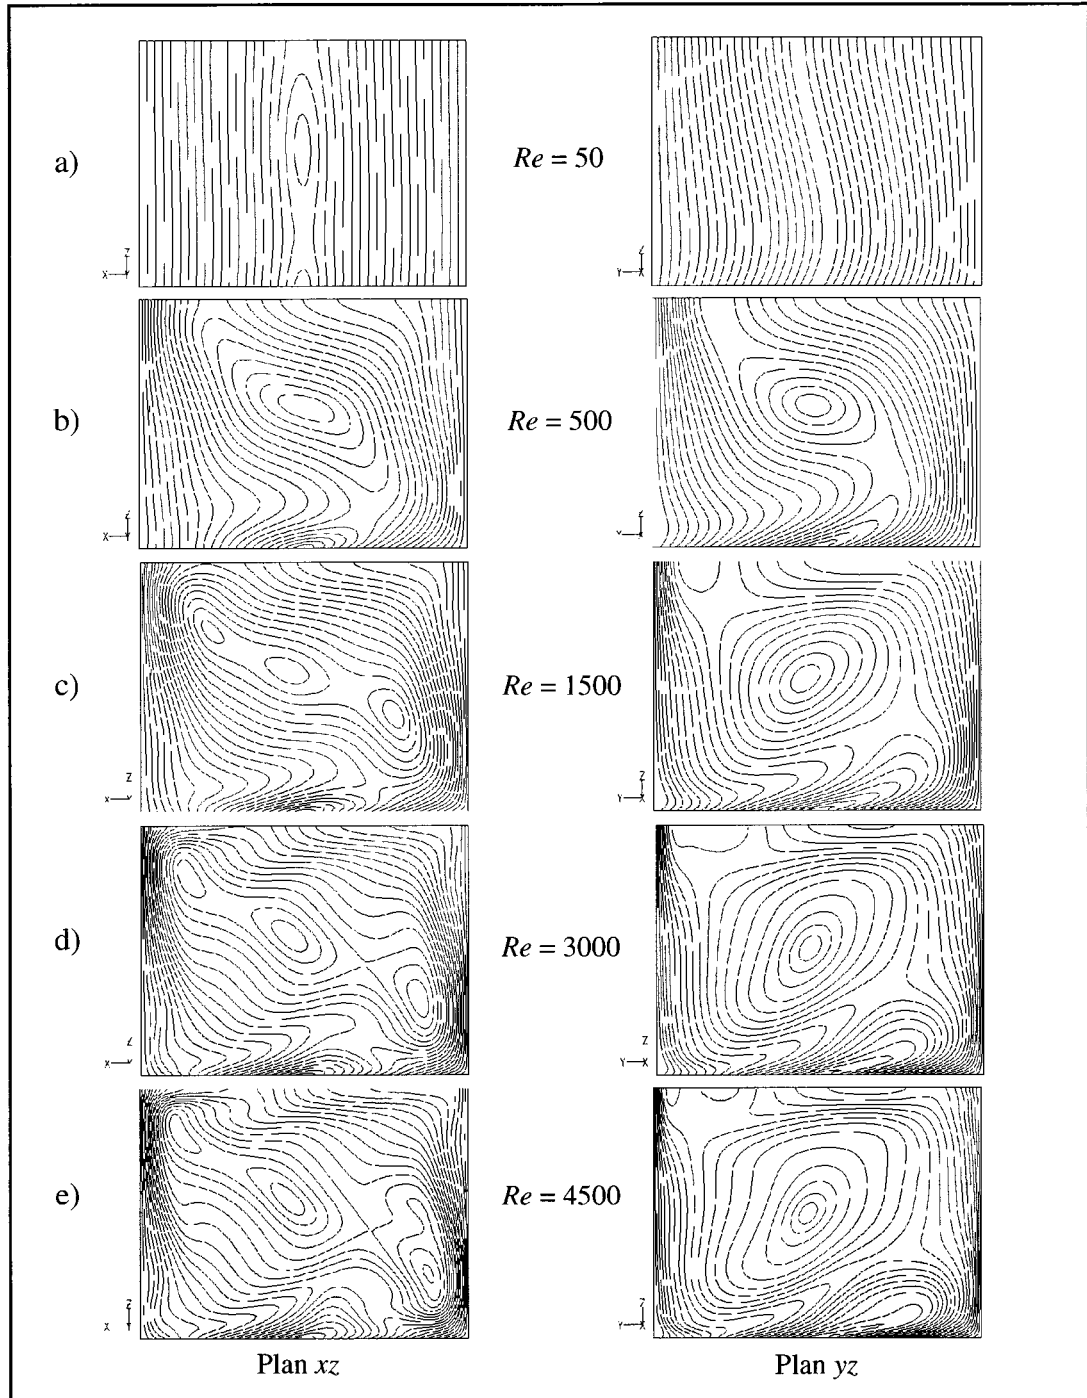 a)
Re = 50
Z
X
Y
Z
Y
X
b)
Re = 500
Z
X
Y
Z
Y
X
c)
Re = 1500
Z
X
Y
Z
Y
X
d)
Re = 3000
Z
X
Y
Z
Y
X
e)
Re = 4500
Z
X
Y
Z
Y
X
Plan xz
Plan yz